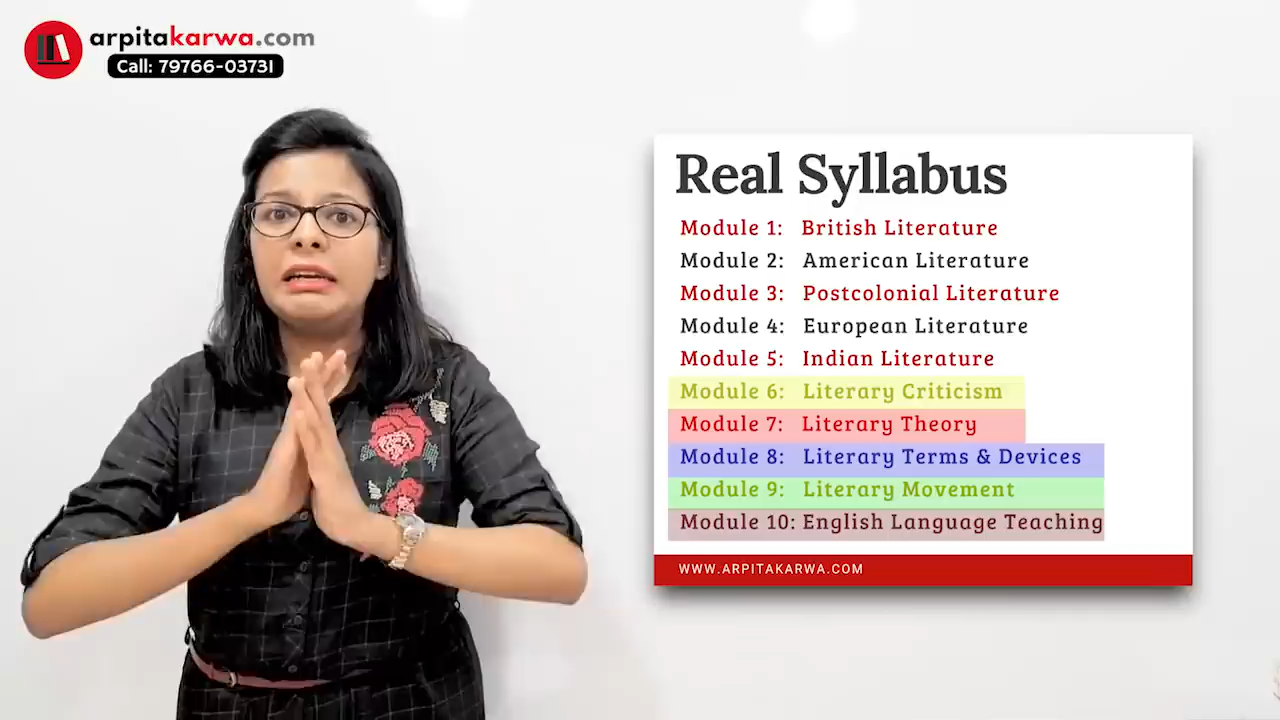 arpitakarwa.com
Call: 79766-03731
Real Syllabus
Module 1: British Literature
Module 2: American Literature
Module 3: Postcolonial Literature
Module 4: European Literature
Module 5: Indian Literature
Module 6: Literary Criticism
Module 7: Literary Theory
Module 8: Literary Terms & Devices
Module 9: Literary Movement
Module 10: English Language Teaching
WWW.ARPITAKARWA.COM